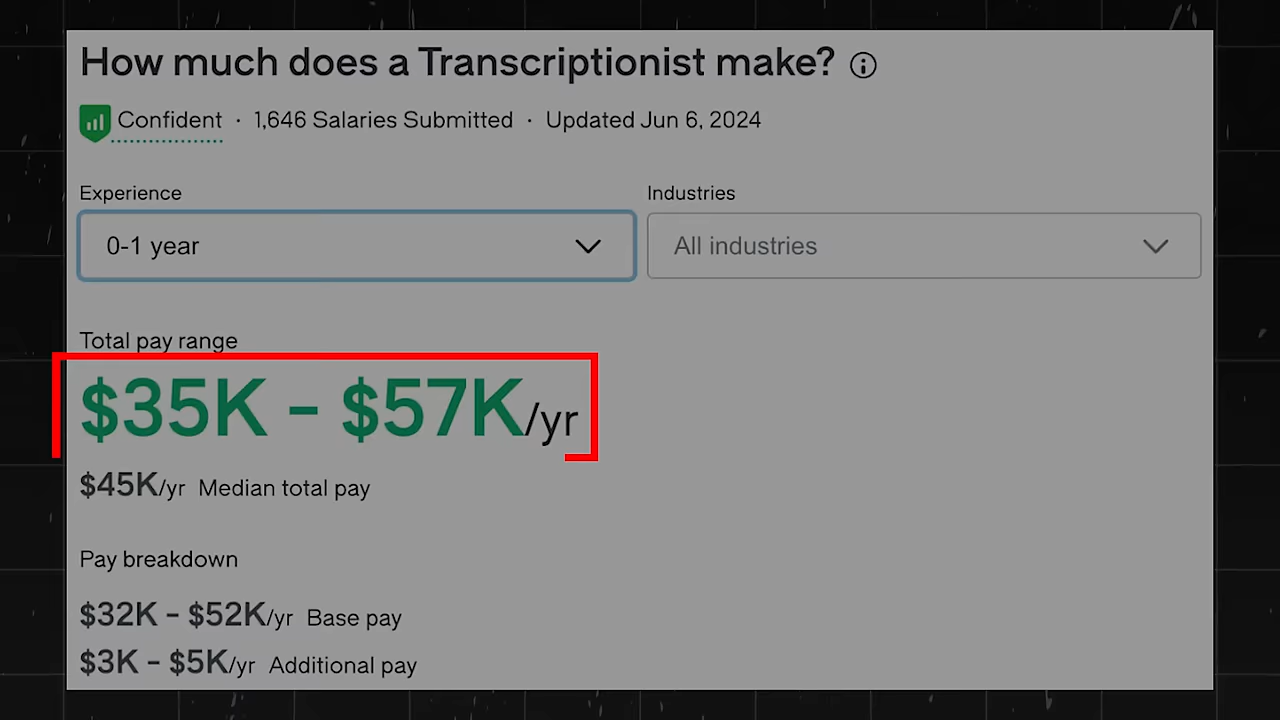 How much does a Transcriptionist make?
Confident · 1,646 Salaries Submitted · Updated Jun 6, 2024
Experience Industries
0-1 year All industries
Total pay range
$35K - $57K/yr
$45K/yr Median total pay
Pay breakdown
$32K - $52K/yr Base pay
$3K - $5K/yr Additional pay